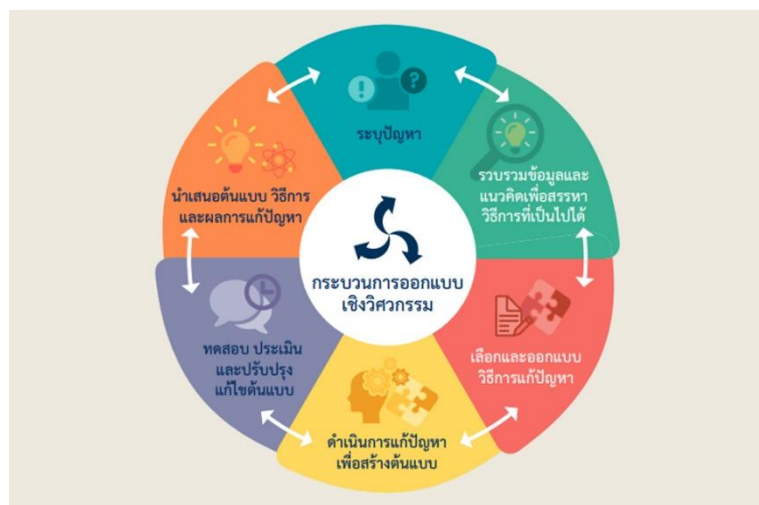 ระบุปัญหา
รวบรวมข้อมูลและ
แนวคิดเพื่อสรรหา
วิธีการที่เป็นไปได้
เลือกและออกแบบ
วิธีการแก้ปัญหา
ดำเนินการแก้ปัญหา
เพื่อสร้างต้นแบบ
ทดสอบ ประเมิน
และปรับปรุง
แก้ไขต้นแบบ
นำเสนอต้นแบบ วิธีการ
และผลการแก้ปัญหา
กระบวนการออกแบบ
เชิงวิศวกรรม